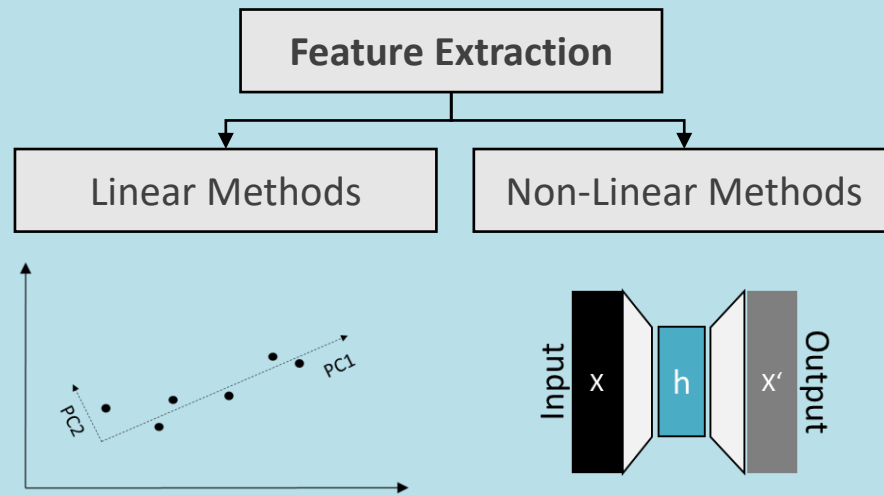 Feature Extraction
Linear Methods
Non-Linear Methods
PC1
PC2
Input
x
h
x‘
Output